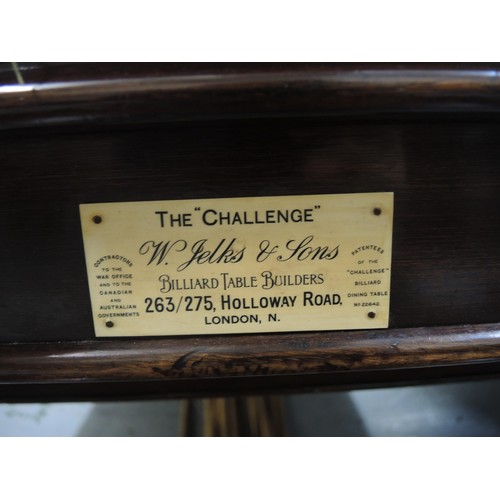 THE "CHALLENGE"
W. Jelks & Sons
BILLIARD TABLE BUILDERS
263/275, HOLLOWAY ROAD,
LONDON, N.
CONTRACTORS
TO THE
WAR OFFICE
AND TO THE
CANADIAN
AND
AUSTRALIAN
GOVERNMENTS
PATENTEES
OF THE
"CHALLENGE"
BILLIARD
DINING TABLE